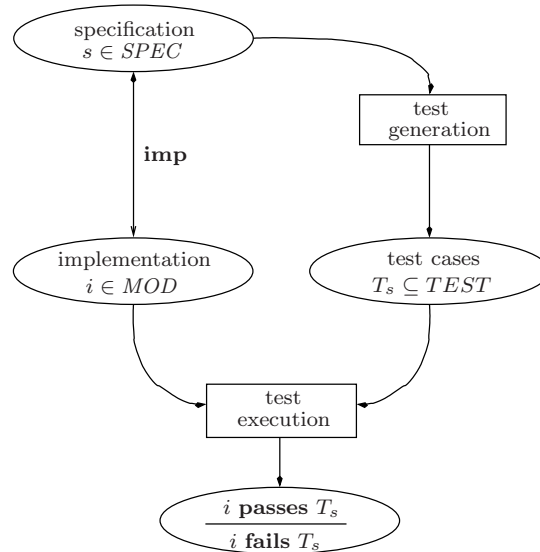 specification
s ∈ SPEC
test
generation
imp
implementation
i ∈ MOD
test cases
T_s ⊆ TEST
test
execution
i passes T_s
i fails T_s